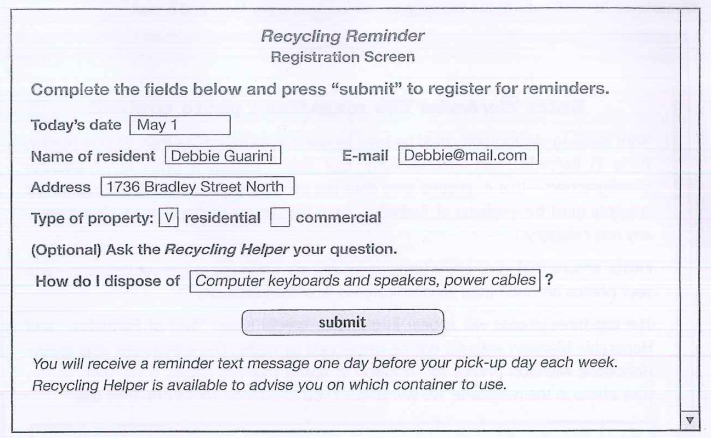 Recycling Reminder
Registration Screen
Complete the fields below and press “submit” to register for reminders.
Today's date May 1
Name of resident Debbie Guarini E-mail Debbie@mail.com
Address 1736 Bradley Street North
Type of property: V residential commercial
(Optional) Ask the Recycling Helper your question.
How do I dispose of Computer keyboards and speakers, power cables ?
submit
You will receive a reminder text message one day before your pick-up day each week.
Recycling Helper is available to advise you on which container to use.